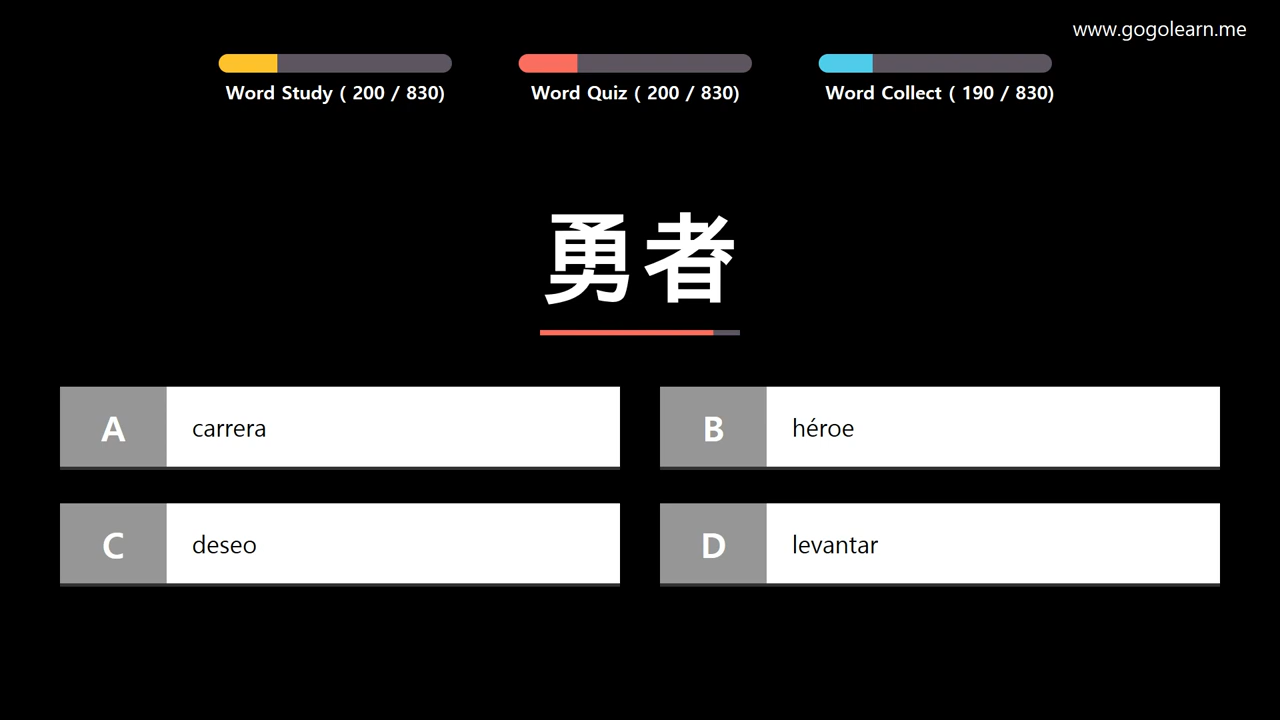 www.gogolearn.me
Word Study ( 200 / 830)
Word Quiz ( 200 / 830)
Word Collect ( 190 / 830)
勇者
A carrera
B héroe
C deseo
D levantar